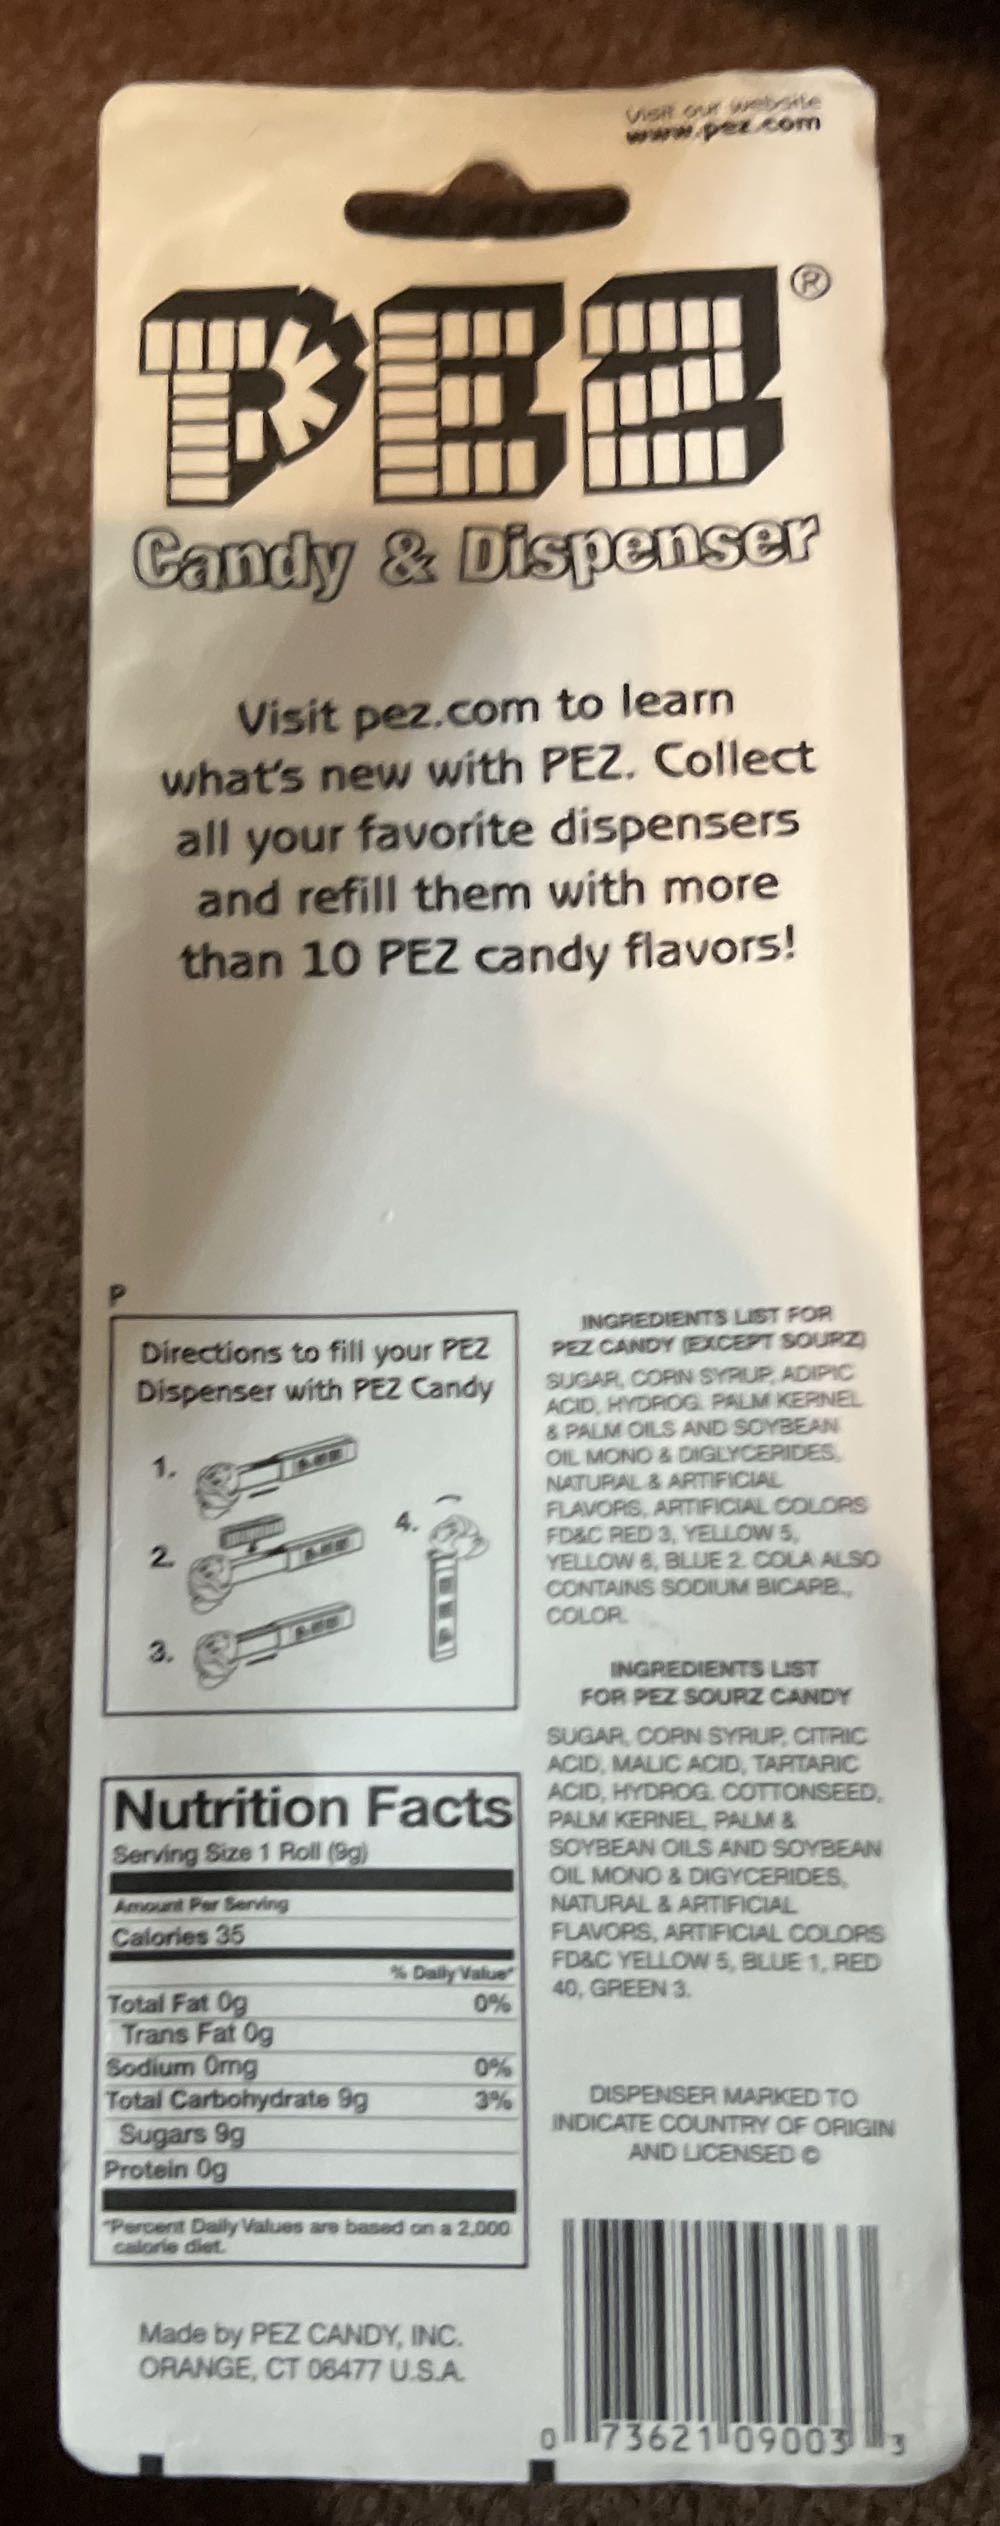 Visit our website
www.pez.com
PEZ®
Candy & Dispenser
Visit pez.com to learn
what's new with PEZ. Collect
all your favorite dispensers
and refill them with more
than 10 PEZ candy flavors!
P
Directions to fill your PEZ
Dispenser with PEZ Candy
1.
2.
3.
4.
Nutrition Facts
Serving Size 1 Roll (9g)
Amount Per Serving
Calories 35
% Daily Value*
Total Fat 0g 0%
Trans Fat 0g
Sodium 0mg 0%
Total Carbohydrate 9g 3%
Sugars 9g
Protein 0g
*Percent Daily Values are based on a 2,000
calorie diet.
Made by PEZ CANDY, INC.
ORANGE, CT 06477 U.S.A.
INGREDIENTS LIST FOR
PEZ CANDY (EXCEPT SOURZ)
SUGAR, CORN SYRUP, ADIPIC
ACID, HYDROG. PALM KERNEL
& PALM OILS AND SOYBEAN
OIL MONO & DIGLYCERIDES,
NATURAL & ARTIFICIAL
FLAVORS, ARTIFICIAL COLORS
FD&C RED 3, YELLOW 5,
YELLOW 6, BLUE 2. COLA ALSO
CONTAINS SODIUM BICARB.,
COLOR.
INGREDIENTS LIST
FOR PEZ SOURZ CANDY
SUGAR, CORN SYRUP, CITRIC
ACID, MALIC ACID, TARTARIC
ACID, HYDROG. COTTONSEED,
PALM KERNEL, PALM &
SOYBEAN OILS AND SOYBEAN
OIL MONO & DIGYCERIDES,
NATURAL & ARTIFICIAL
FLAVORS, ARTIFICIAL COLORS
FD&C YELLOW 5, BLUE 1, RED
40, GREEN 3.
DISPENSER MARKED TO
INDICATE COUNTRY OF ORIGIN
AND LICENSED ©
0 73621 09003 3